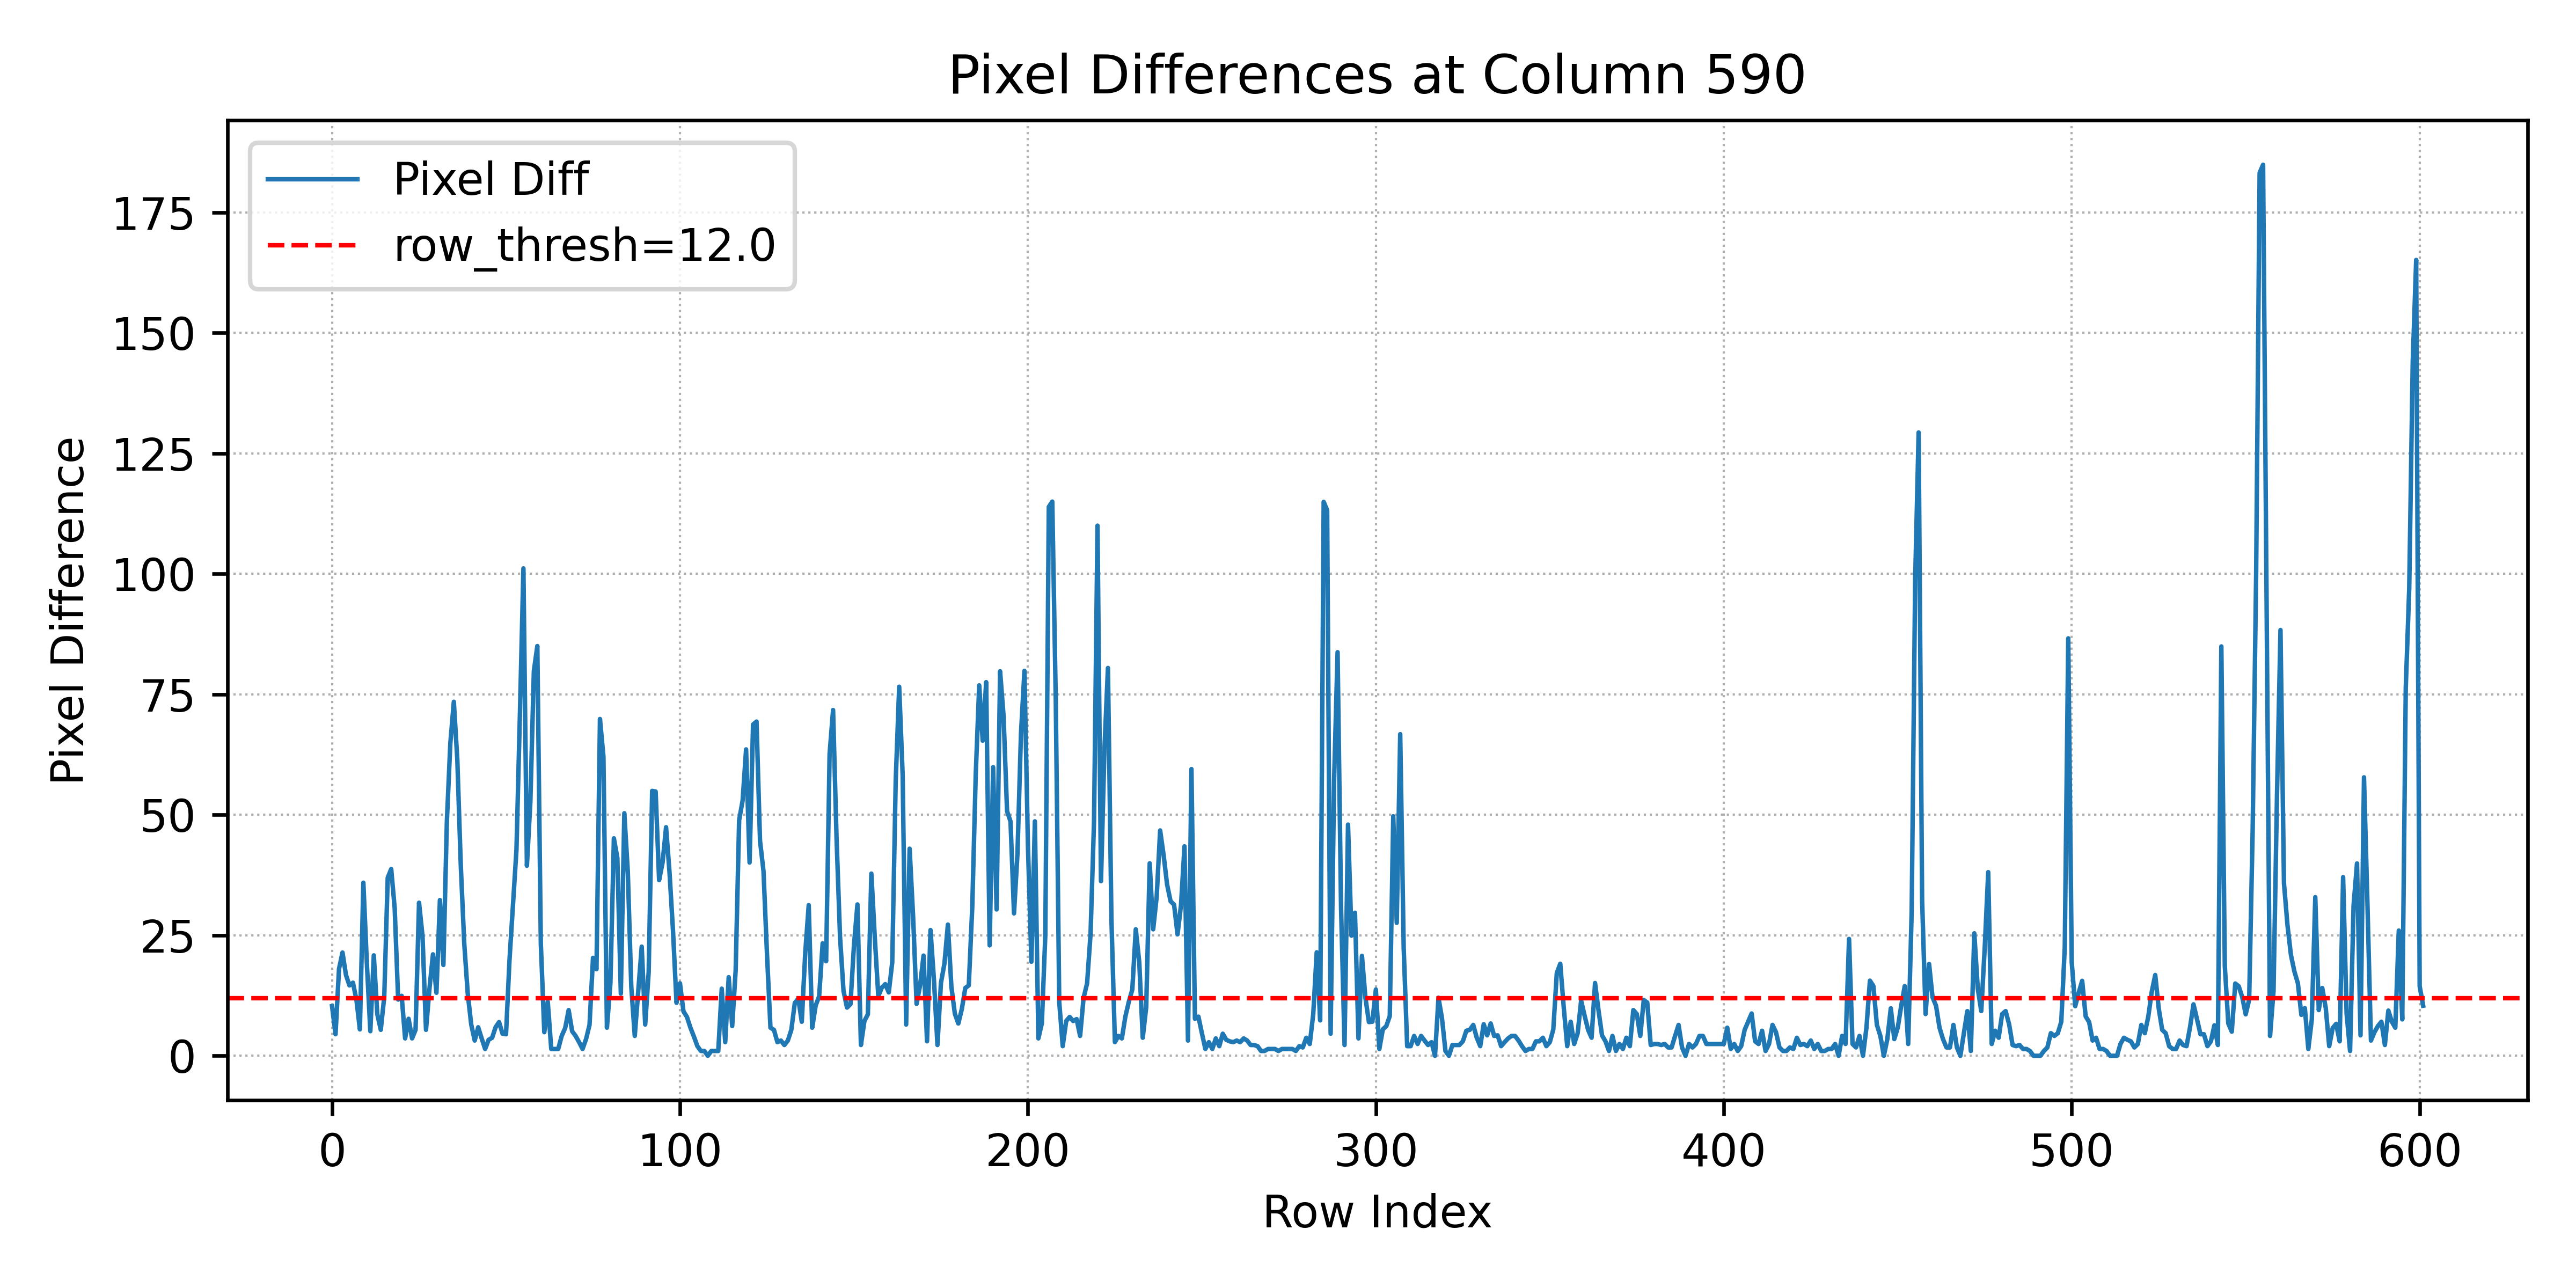 Pixel Differences at Column 590
Pixel Diff
row_thresh=12.0
Pixel Difference
175
150
125
100
75
50
25
0
0 100 200 300 400 500 600
Row Index